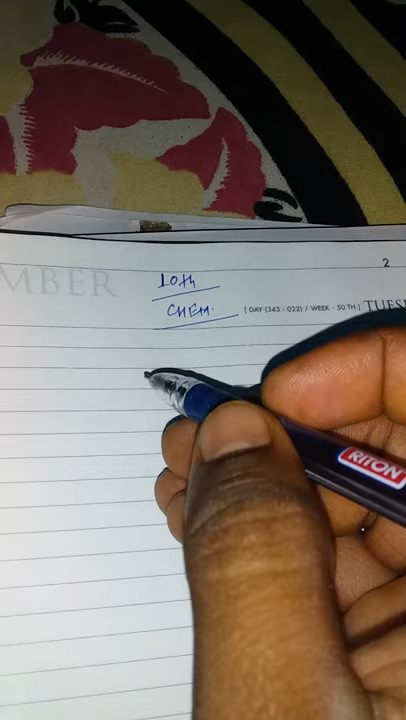 2
MBER
10th
CHEM.
[ DAY (343 - 022) / WEEK - 50 TH ] TUES
RITON